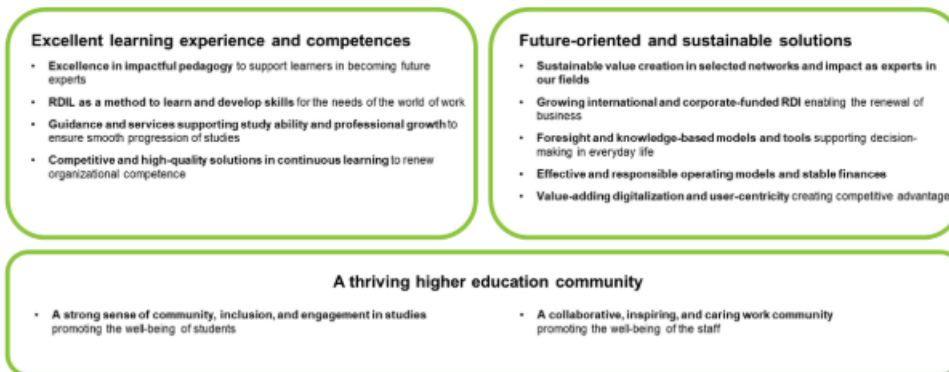 Excellent learning experience and competences
• Excellence in impactful pedagogy to support learners in becoming future
experts
• RDIL as a method to learn and develop skills for the needs of the world of work
• Guidance and services supporting study ability and professional growth to
ensure smooth progression of studies
• Competitive and high-quality solutions in continuous learning to renew
organizational competence
Future-oriented and sustainable solutions
• Sustainable value creation in selected networks and impact as experts in
our fields
• Growing international and corporate-funded RDI enabling the renewal of
business
• Foresight and knowledge-based models and tools supporting decision-
making in everyday life
• Effective and responsible operating models and stable finances
• Value-adding digitalization and user-centricity creating competitive advantage
A thriving higher education community
• A strong sense of community, inclusion, and engagement in studies
promoting the well-being of students
• A collaborative, inspiring, and caring work community
promoting the well-being of the staff